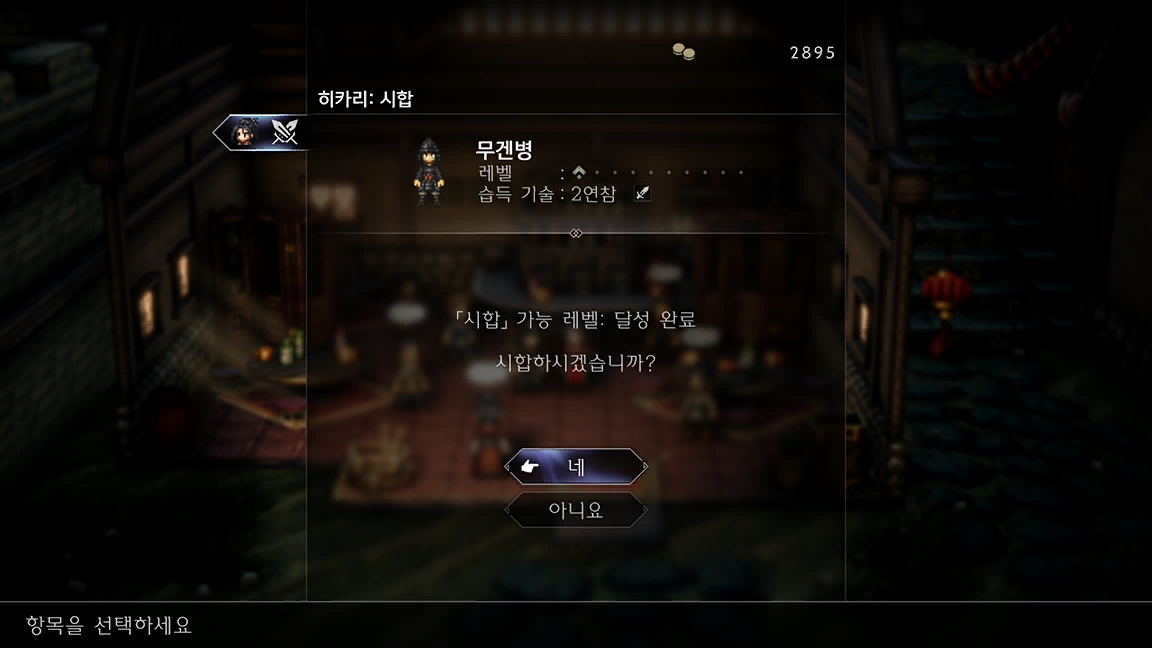 2895
히카리: 시합
무겐병
레벨 :
습득 기술 : 2연참
「시합」 가능 레벨: 달성 완료
시합하시겠습니까?
네
아니요
항목을 선택하세요